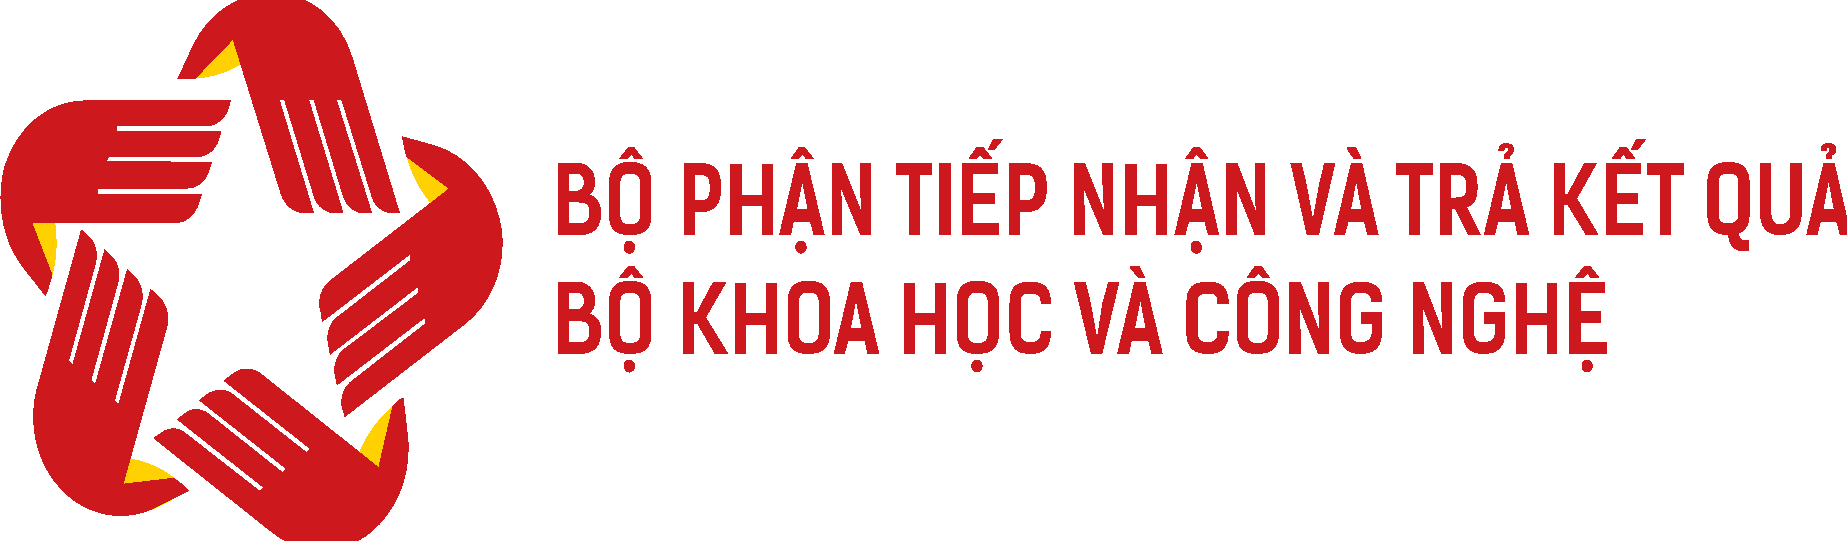 BỘ PHẬN TIẾP NHẬN VÀ TRẢ KẾT QUẢ
BỘ KHOA HỌC VÀ CÔNG NGHỆ